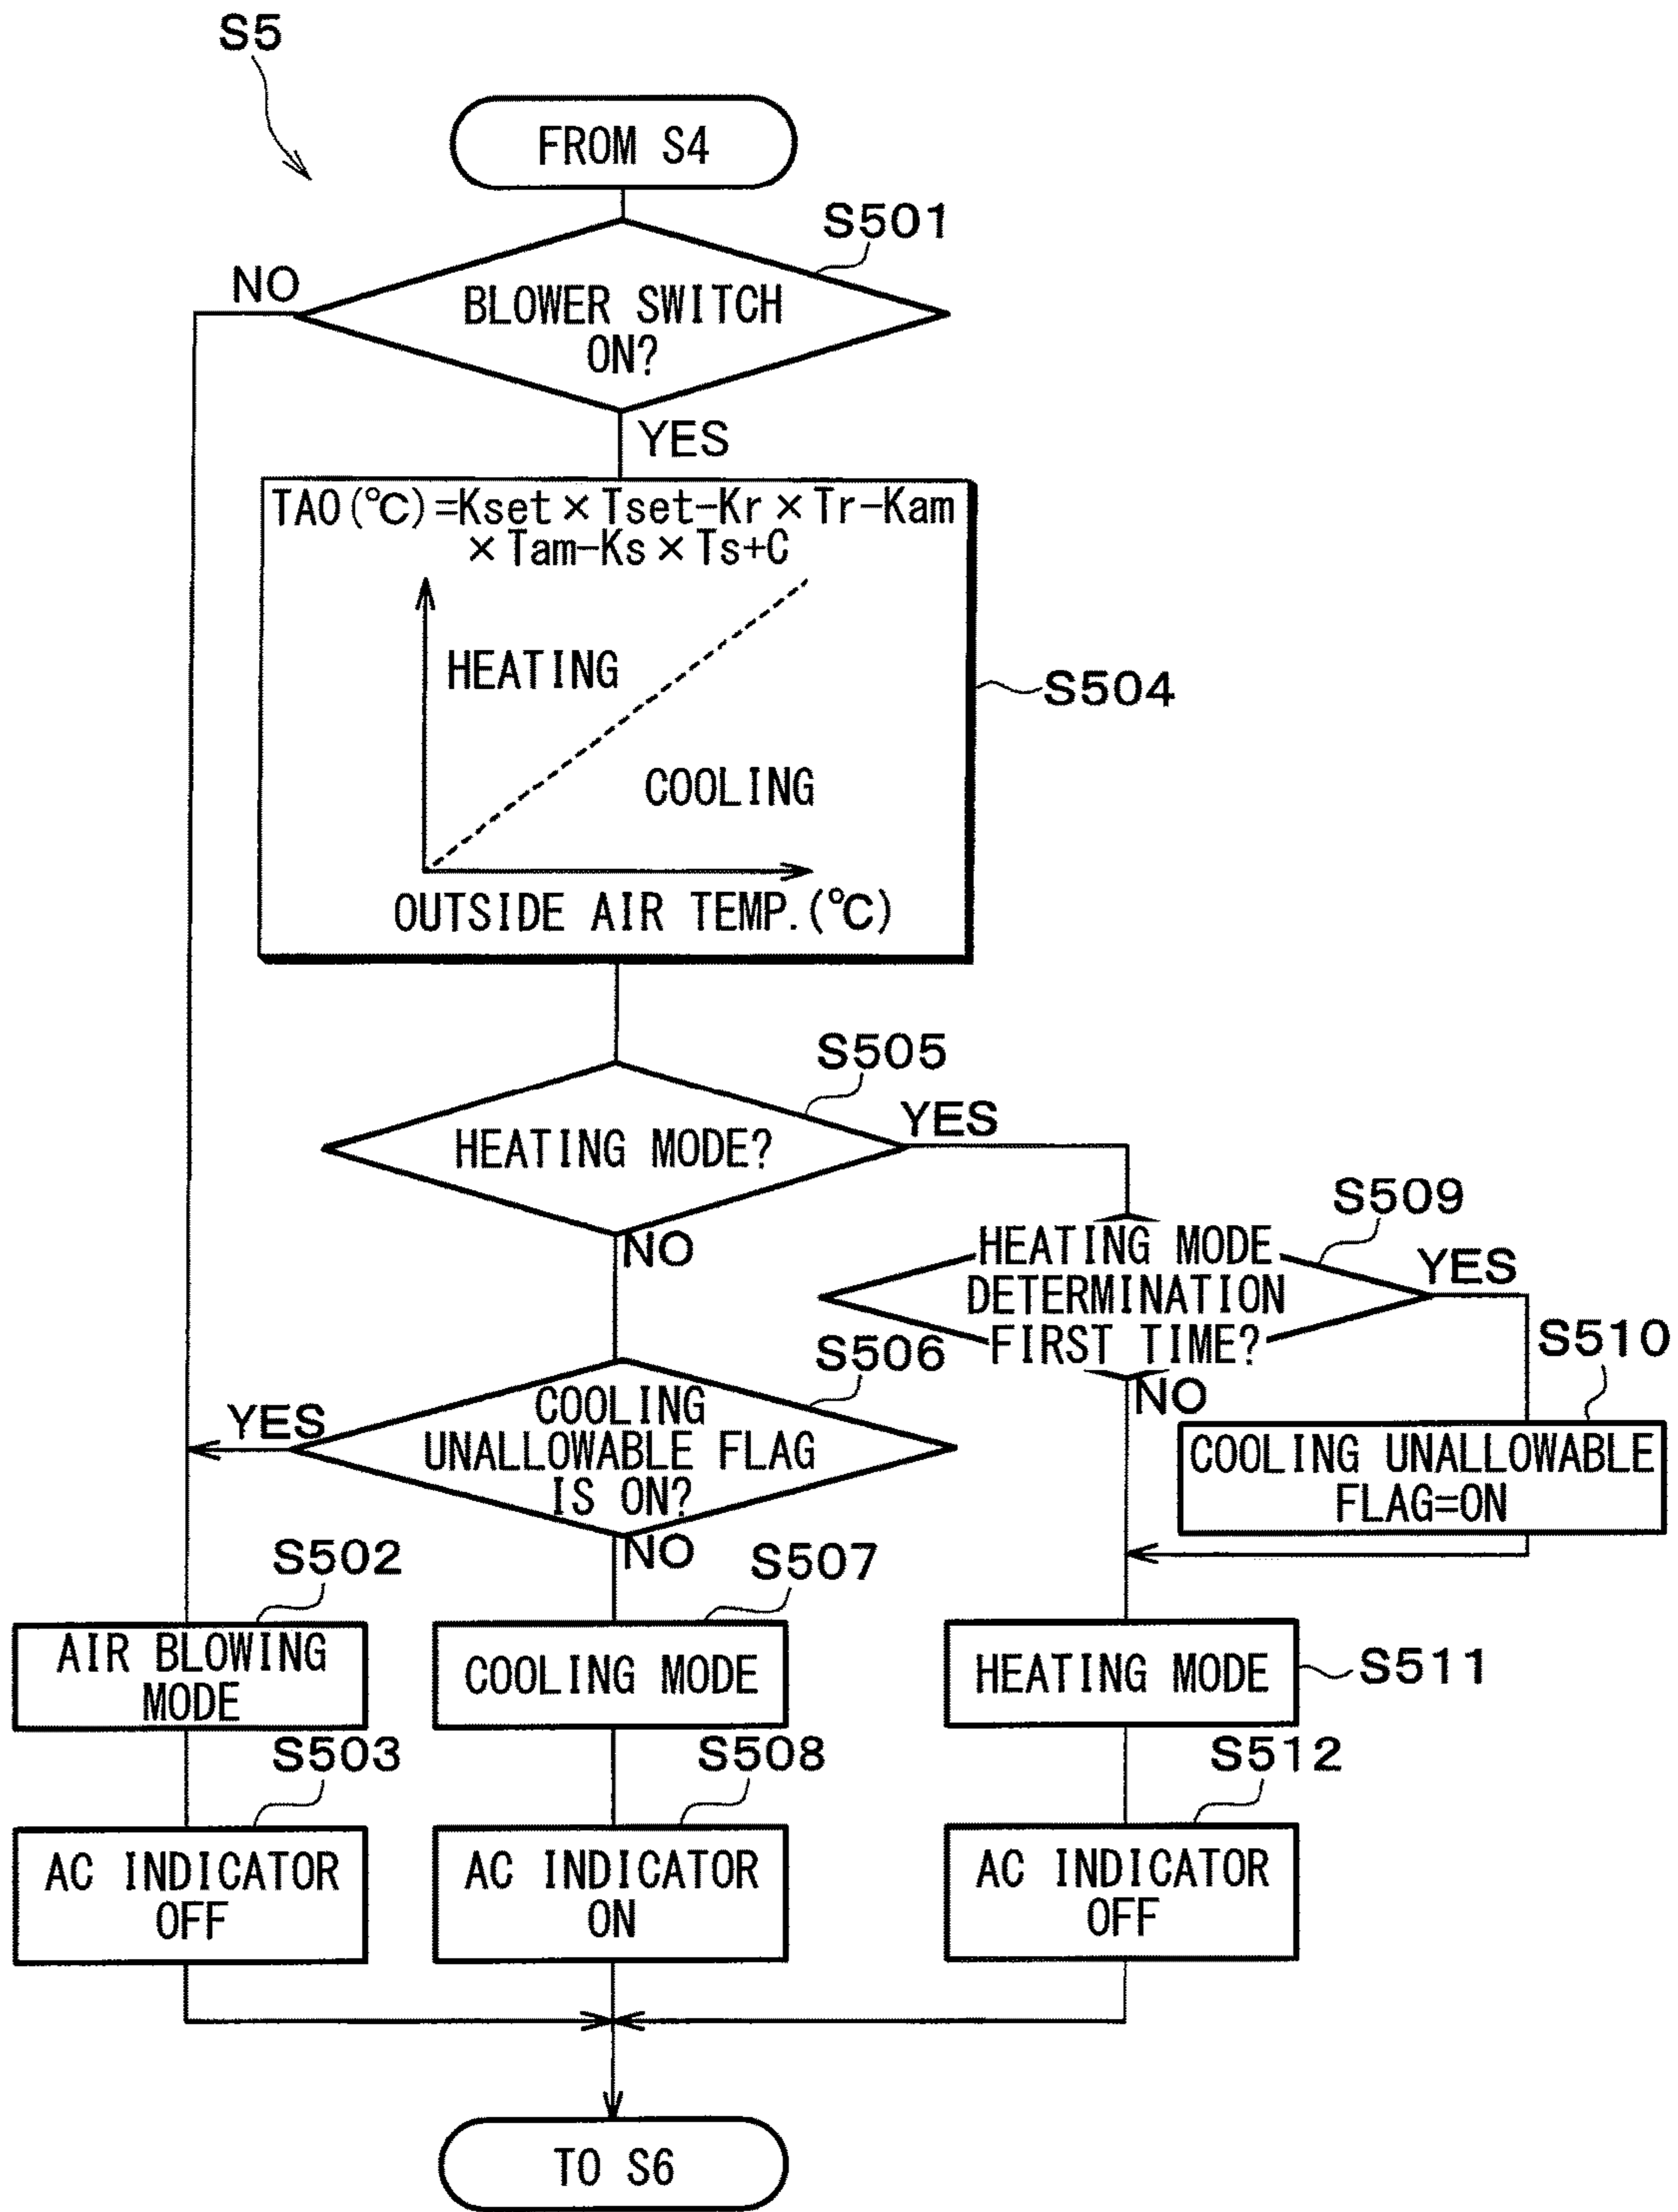 S5
FROM S4
S501
NO
BLOWER SWITCH
ON?
YES
TAO(℃)=Kset×Tset-Kr×Tr-Kam
×Tam-Ks×Ts+C
HEATING
S504
COOLING
OUTSIDE AIR TEMP.(℃)
S505
YES
HEATING MODE?
NO
S509
HEATING MODE
DETERMINATION
FIRST TIME?
YES
NO
S510
COOLING UNALLOWABLE
FLAG=ON
S506
YES
COOLING
UNALLOWABLE FLAG
IS ON?
NO
S502
AIR BLOWING
MODE
S507
COOLING MODE
HEATING MODE
S511
S503
AC INDICATOR
OFF
S508
AC INDICATOR
ON
S512
AC INDICATOR
OFF
TO S6